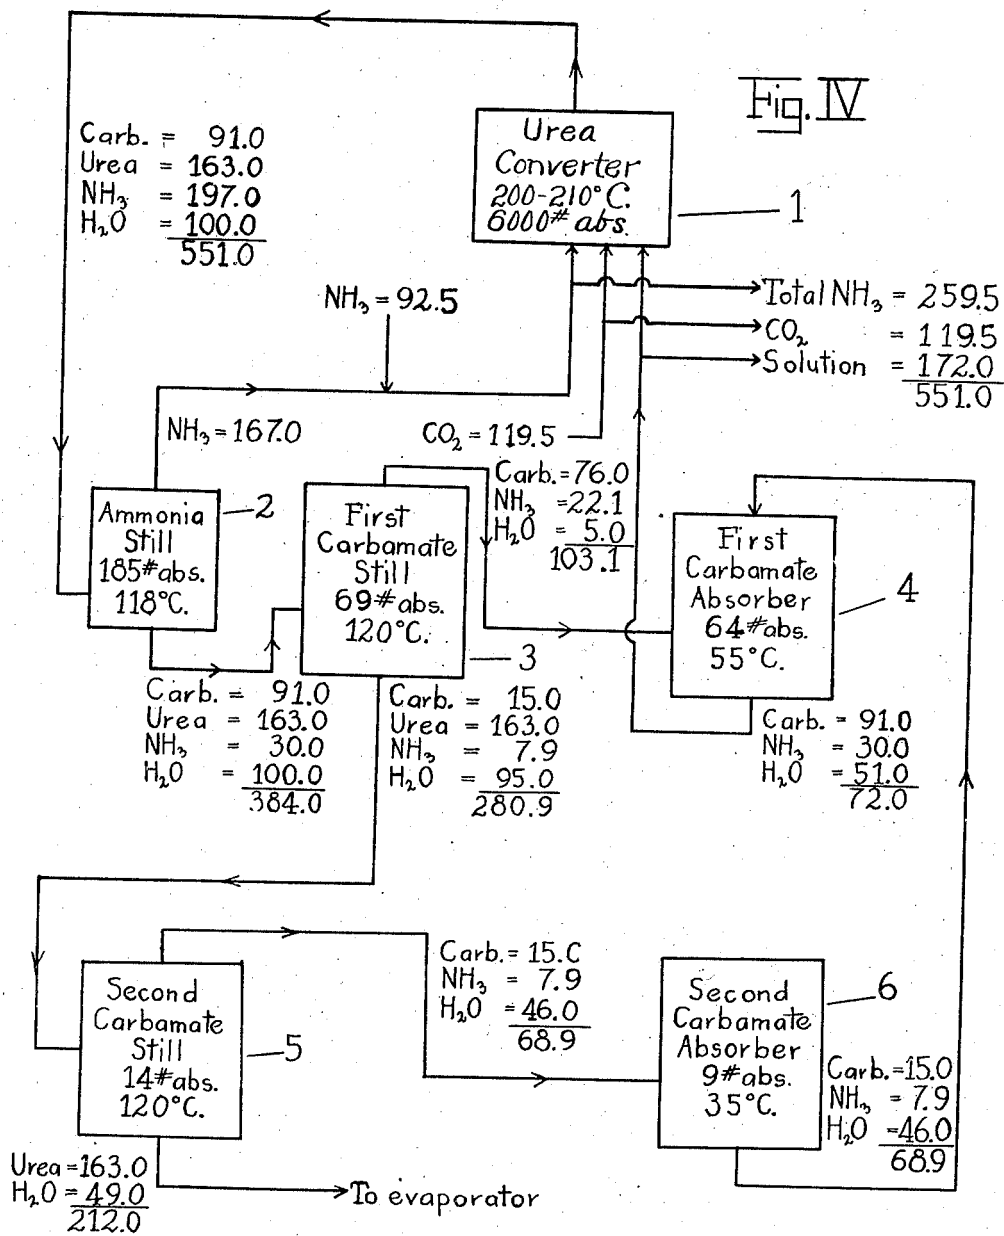 Fig. IV
Carb. = 91.0
Urea = 163.0
NH₃ = 197.0
H₂O = 100.0
551.0
Urea
Converter
200-210°C.
6000# abs.
1
NH₃ = 92.5
Total NH₃ = 259.5
CO₂ = 119.5
Solution = 172.0
551.0
NH₃ = 167.0
CO₂ = 119.5
Ammonia
Still
185# abs.
118°C.
2
First
Carbamate
Still
69# abs.
120°C.
3
Carb. = 76.0
NH₃ = 22.1
H₂O = 5.0
103.1
First
Carbamate
Absorber
64# abs.
55°C.
4
Carb. = 91.0
Urea = 163.0
NH₃ = 30.0
H₂O = 100.0
384.0
Carb. = 15.0
Urea = 163.0
NH₃ = 7.9
H₂O = 95.0
280.9
Carb. = 91.0
NH₃ = 30.0
H₂O = 51.0
72.0
Second
Carbamate
Still
14# abs.
120°C.
5
Carb. = 15.C
NH₃ = 7.9
H₂O = 46.0
68.9
Second
Carbamate
Absorber
9# abs.
35°C.
6
Carb. = 15.0
NH₃ = 7.9
H₂O = 46.0
68.9
Urea = 163.0
H₂O = 49.0
212.0
To evaporator